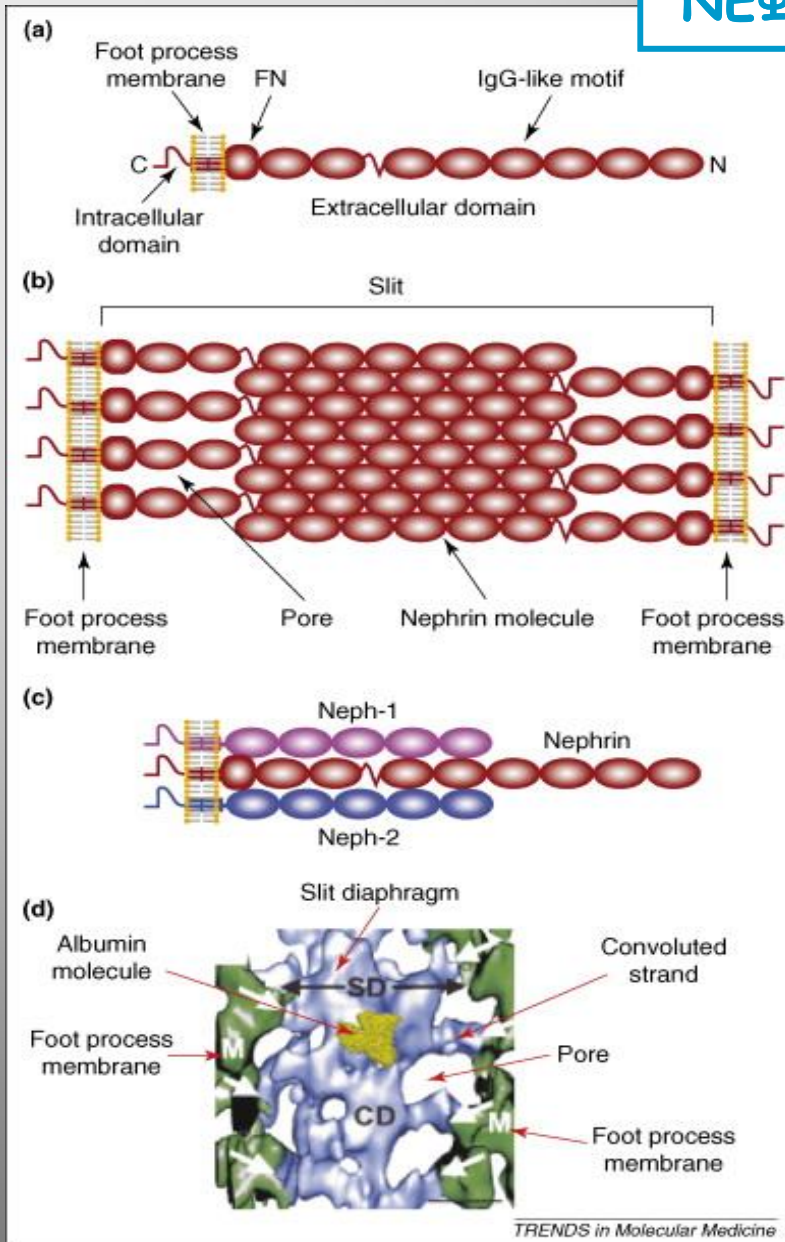 (a)
Foot process
membrane
FN
IgG-like motif
C
N
Intracellular
domain
Extracellular domain
(b)
Slit
Foot process
membrane
Pore
Nephrin molecule
Foot process
membrane
(c)
Neph-1
Nephrin
Neph-2
(d)
Slit diaphragm
Albumin
molecule
Convoluted
strand
SD
Foot process
membrane
M
Pore
CD
M
Foot process
membrane
TRENDS in Molecular Medicine